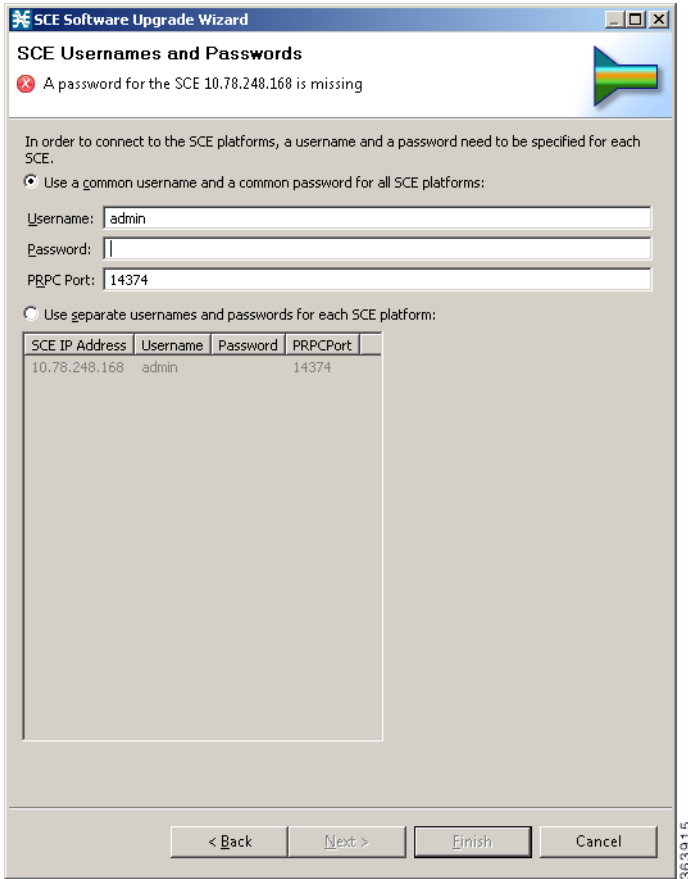 SCE Software Upgrade Wizard
SCE Usernames and Passwords
A password for the SCE 10.78.248.168 is missing
In order to connect to the SCE platforms, a username and a password need to be specified for each
SCE.
Use a common username and a common password for all SCE platforms:
Username: admin
Password:
PRPC Port: 14374
Use separate usernames and passwords for each SCE platform:
SCE IP Address Username Password PRPCPort
10.78.248.168 admin 14374
< Back Next > Finish Cancel
363915